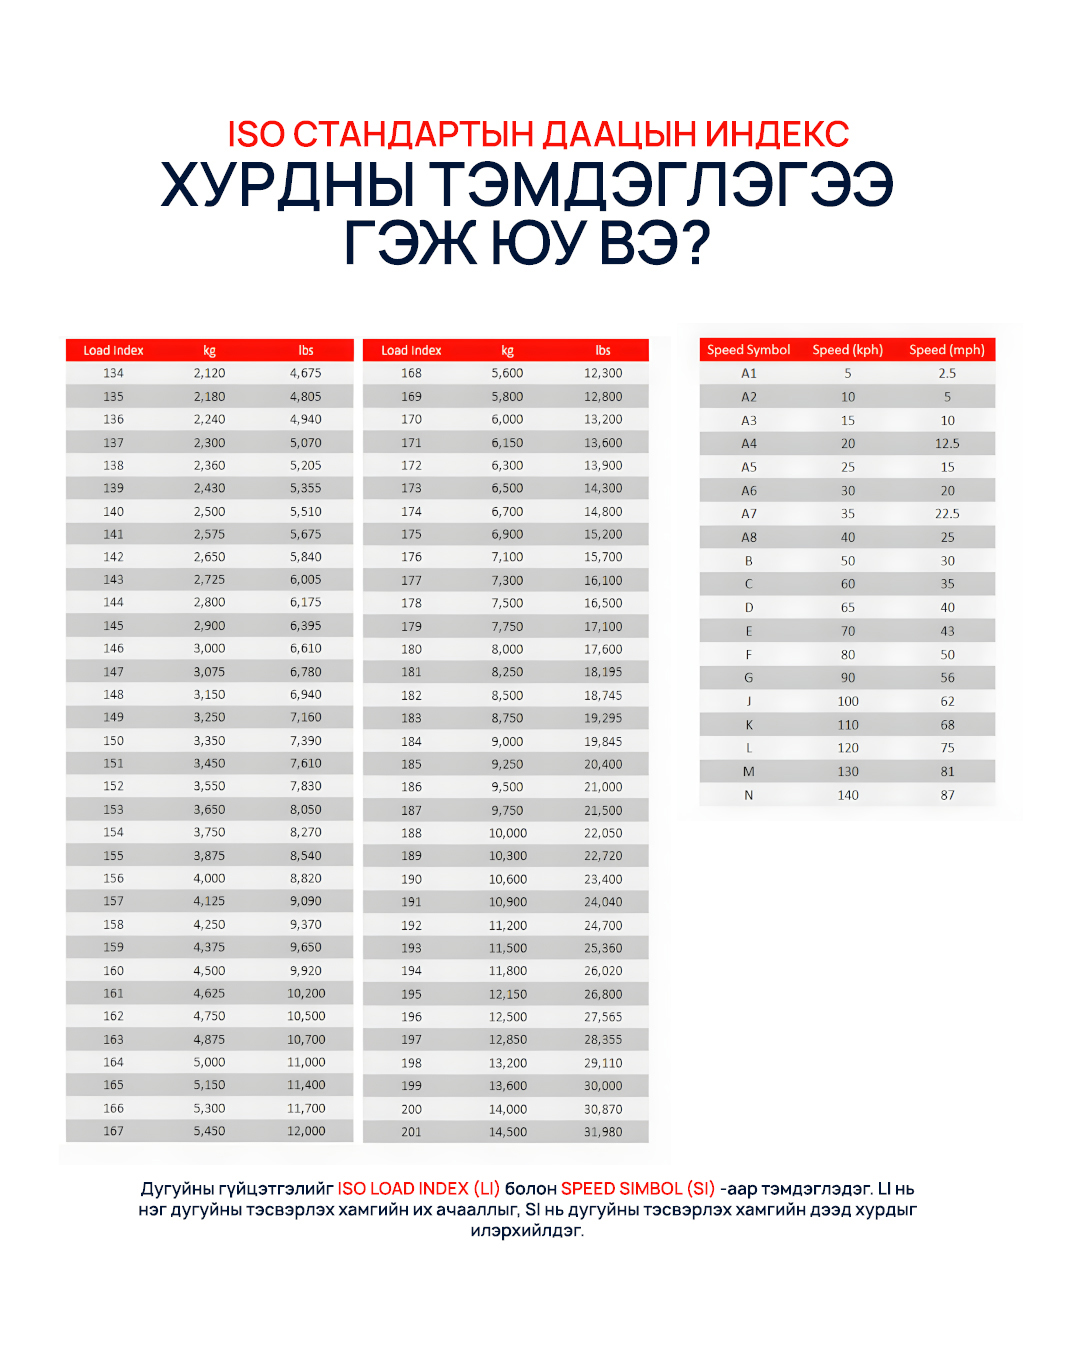 ISO СТАНДАРТЫН ДААЦЫН ИНДЕКС
ХУРДНЫ ТЭМДЭГЛЭГЭЭ
ГЭЖ ЮУ ВЭ?
Load Index kg lbs
134 2,120 4,675
135 2,180 4,805
136 2,240 4,940
137 2,300 5,070
138 2,360 5,205
139 2,430 5,355
140 2,500 5,510
141 2,575 5,675
142 2,650 5,840
143 2,725 6,005
144 2,800 6,175
145 2,900 6,395
146 3,000 6,610
147 3,075 6,780
148 3,150 6,940
149 3,250 7,160
150 3,350 7,390
151 3,450 7,610
152 3,550 7,830
153 3,650 8,050
154 3,750 8,270
155 3,875 8,540
156 4,000 8,820
157 4,125 9,090
158 4,250 9,370
159 4,375 9,650
160 4,500 9,920
161 4,625 10,200
162 4,750 10,500
163 4,875 10,700
164 5,000 11,000
165 5,150 11,400
166 5,300 11,700
167 5,450 12,000
Load Index kg lbs
168 5,600 12,300
169 5,800 12,800
170 6,000 13,200
171 6,150 13,600
172 6,300 13,900
173 6,500 14,300
174 6,700 14,800
175 6,900 15,200
176 7,100 15,700
177 7,300 16,100
178 7,500 16,500
179 7,750 17,100
180 8,000 17,600
181 8,250 18,195
182 8,500 18,745
183 8,750 19,295
184 9,000 19,845
185 9,250 20,400
186 9,500 21,000
187 9,750 21,500
188 10,000 22,050
189 10,300 22,720
190 10,600 23,400
191 10,900 24,040
192 11,200 24,700
193 11,500 25,360
194 11,800 26,020
195 12,150 26,800
196 12,500 27,565
197 12,850 28,355
198 13,200 29,110
199 13,600 30,000
200 14,000 30,870
201 14,500 31,980
Speed Symbol Speed (kph) Speed (mph)
A1 5 2.5
A2 10 5
A3 15 10
A4 20 12.5
A5 25 15
A6 30 20
A7 35 22.5
A8 40 25
B 50 30
C 60 35
D 65 40
E 70 43
F 80 50
G 90 56
J 100 62
K 110 68
L 120 75
M 130 81
N 140 87
Дугуйны гүйцэтгэлийг ISO LOAD INDEX (LI) болон SPEED SIMBOL (SI) -аар тэмдэглэдэг. LI нь
нэг дугуйны тэсвэрлэх хамгийн их ачааллыг, SI нь дугуйны тэсвэрлэх хамгийн дээд хурдыг
илэрхийлдэг.